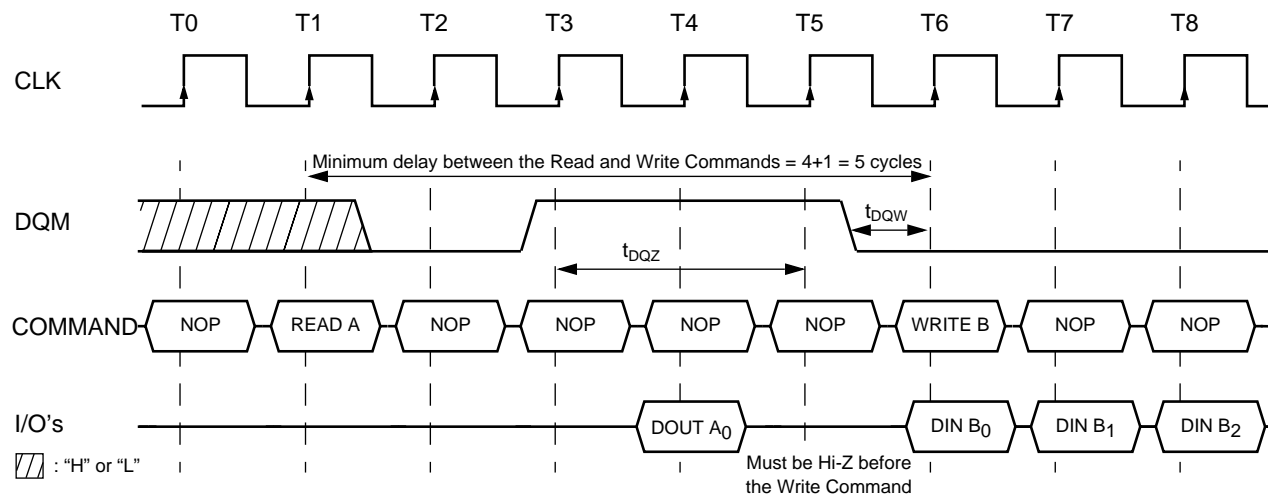 T0 T1 T2 T3 T4 T5 T6 T7 T8
CLK
Minimum delay between the Read and Write Commands = 4+1 = 5 cycles
DQM
tDQW
tDQZ
COMMAND NOP READ A NOP NOP NOP NOP WRITE B NOP NOP
I/O's DOUT A0 DIN B0 DIN B1 DIN B2
: “H” or “L”
Must be Hi-Z before
the Write Command